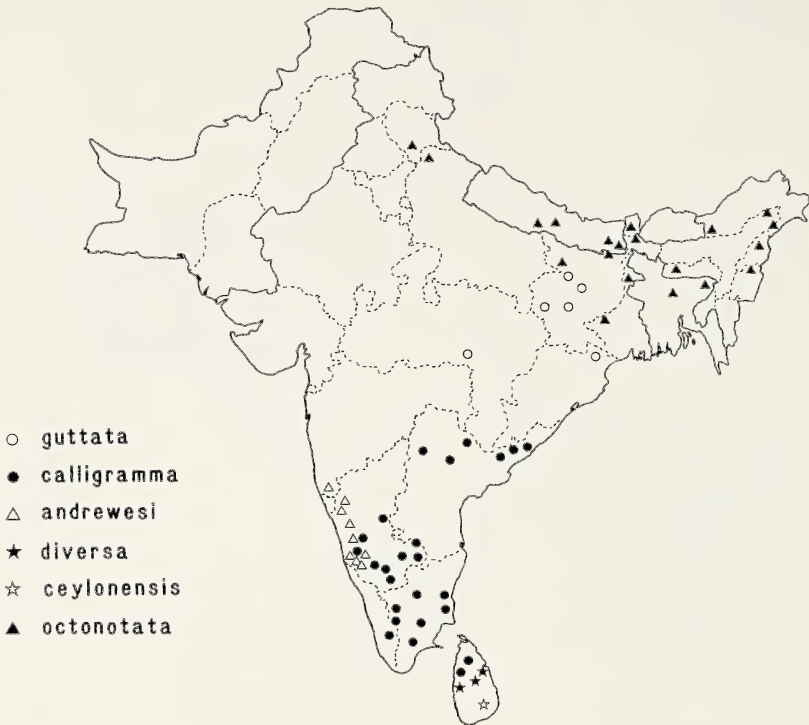 guttata
calligramma
andrewesi
diversa
ceylonensis
octonotata